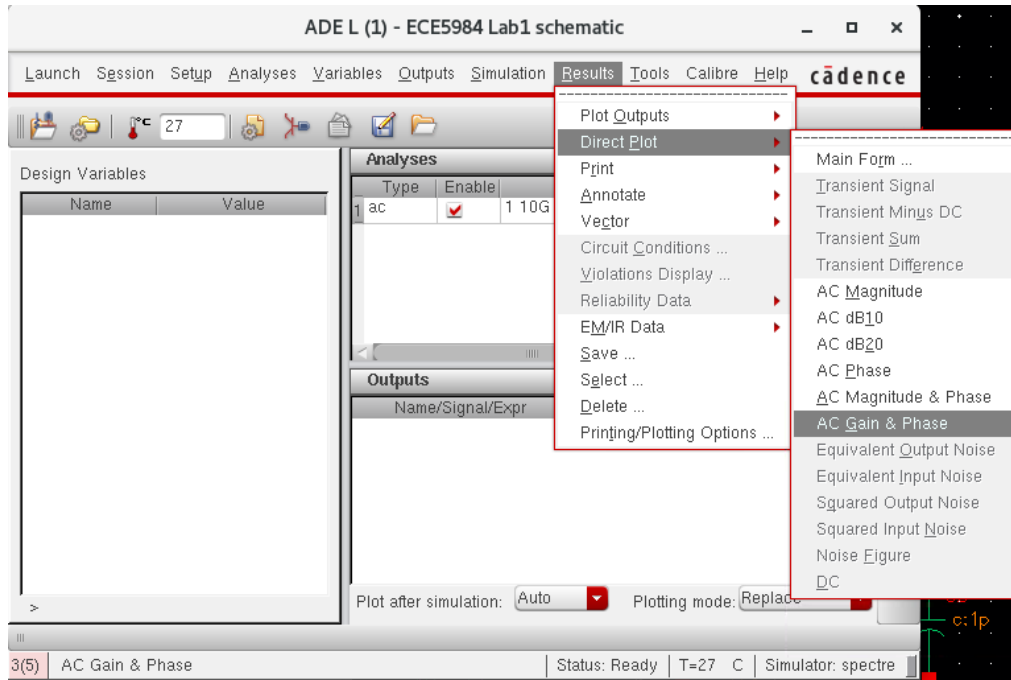 ADE L (1) - ECE5984 Lab1 schematic
Launch Session Setup Analyses Variables Outputs Simulation Results Tools Calibre Help cādence
°C 27
Design Variables
Name Value
>
Analyses
Type Enable
1 ac 1 10G
Outputs
Name/Signal/Expr
Plot after simulation: Auto Plotting mode: Replace
Plot Outputs
Direct Plot
Print
Annotate
Vector
Circuit Conditions ...
Violations Display ...
Reliability Data
EM/IR Data
Save ...
Select ...
Delete ...
Printing/Plotting Options ...
Main Form ...
Transient Signal
Transient Minus DC
Transient Sum
Transient Difference
AC Magnitude
AC dB10
AC dB20
AC Phase
AC Magnitude & Phase
AC Gain & Phase
Equivalent Output Noise
Equivalent Input Noise
Squared Output Noise
Squared Input Noise
Noise Figure
DC
c:1p
3(5) AC Gain & Phase Status: Ready T=27 C Simulator: spectre